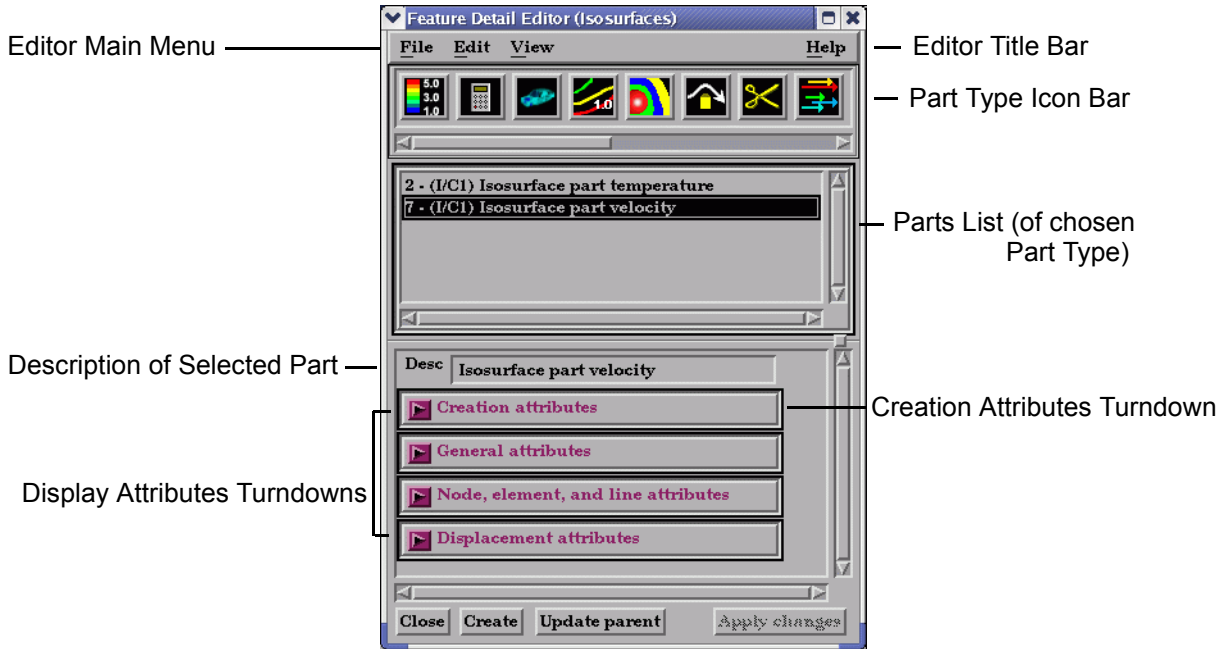 Feature Detail Editor (Isosurfaces)
Editor Main Menu
File Edit View Help
Editor Title Bar
5.0
3.0
1.0
1.0
Part Type Icon Bar
2 - (I/C1) Isosurface part temperature
7 - (I/C1) Isosurface part velocity
Parts List (of chosen
Part Type)
Description of Selected Part
Desc Isosurface part velocity
Creation attributes
Creation Attributes Turndown
General attributes
Display Attributes Turndowns
Node, element, and line attributes
Displacement attributes
Close Create Update parent Apply changes